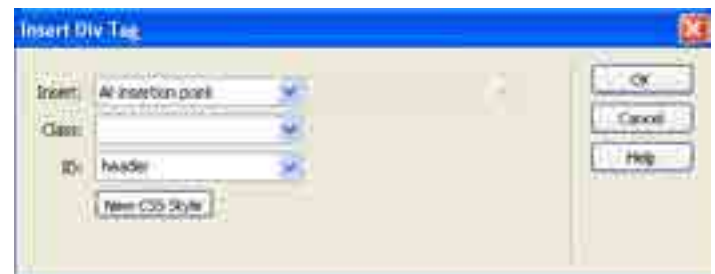 Insert Div Tag
Insert: At insertion point
Class:
ID: header
New CSS Style
OK
Cancel
Help